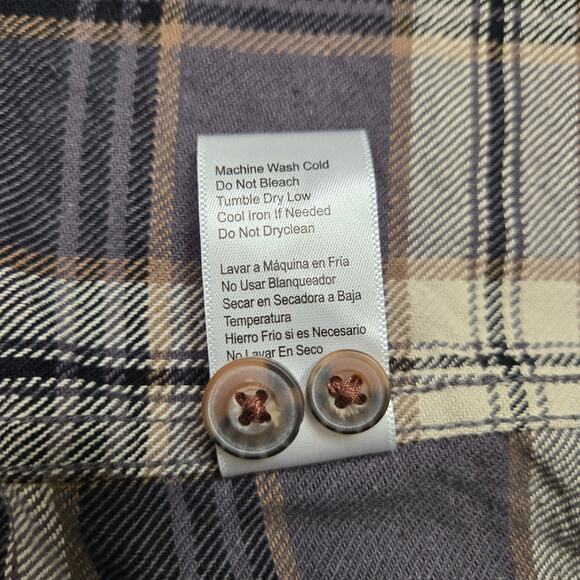 Machine Wash Cold
Do Not Bleach
Tumble Dry Low
Cool Iron If Needed
Do Not Dryclean
Lavar a Máquina en Fria
No Usar Blanqueador
Secar en Secadora a Baja
Temperatura
Hierro Frio si es Necesario
No Lavar En Seco